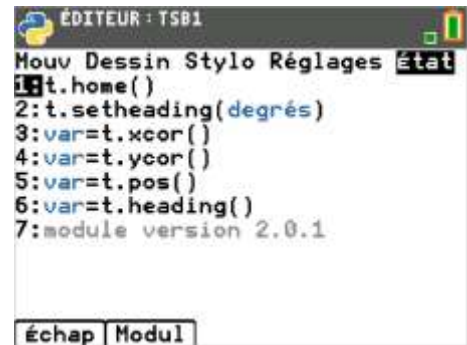 ÉDITEUR : TSB1
Mouv Dessin Stylo Réglages État
1:t.home()
2:t.setheading(degrés)
3:var=t.xcor()
4:var=t.ycor()
5:var=t.pos()
6:var=t.heading()
7:module version 2.0.1
échap Modul